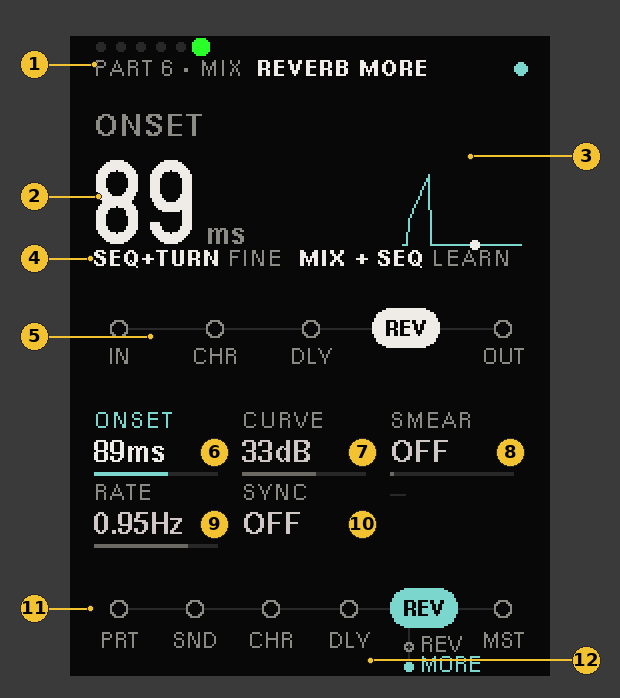 1 PART 6 · MIX REVERB MORE
ONSET
3
2 89 ms
4 SEQ+TURN FINE MIX + SEQ LEARN
REV
5
IN CHR DLY OUT
ONSET CURVE SMEAR
89ms 6 33dB 7 OFF 8
RATE SYNC —
0.95Hz 9 OFF 10
11 REV
PRT SND CHR DLY REV MST
MORE 12